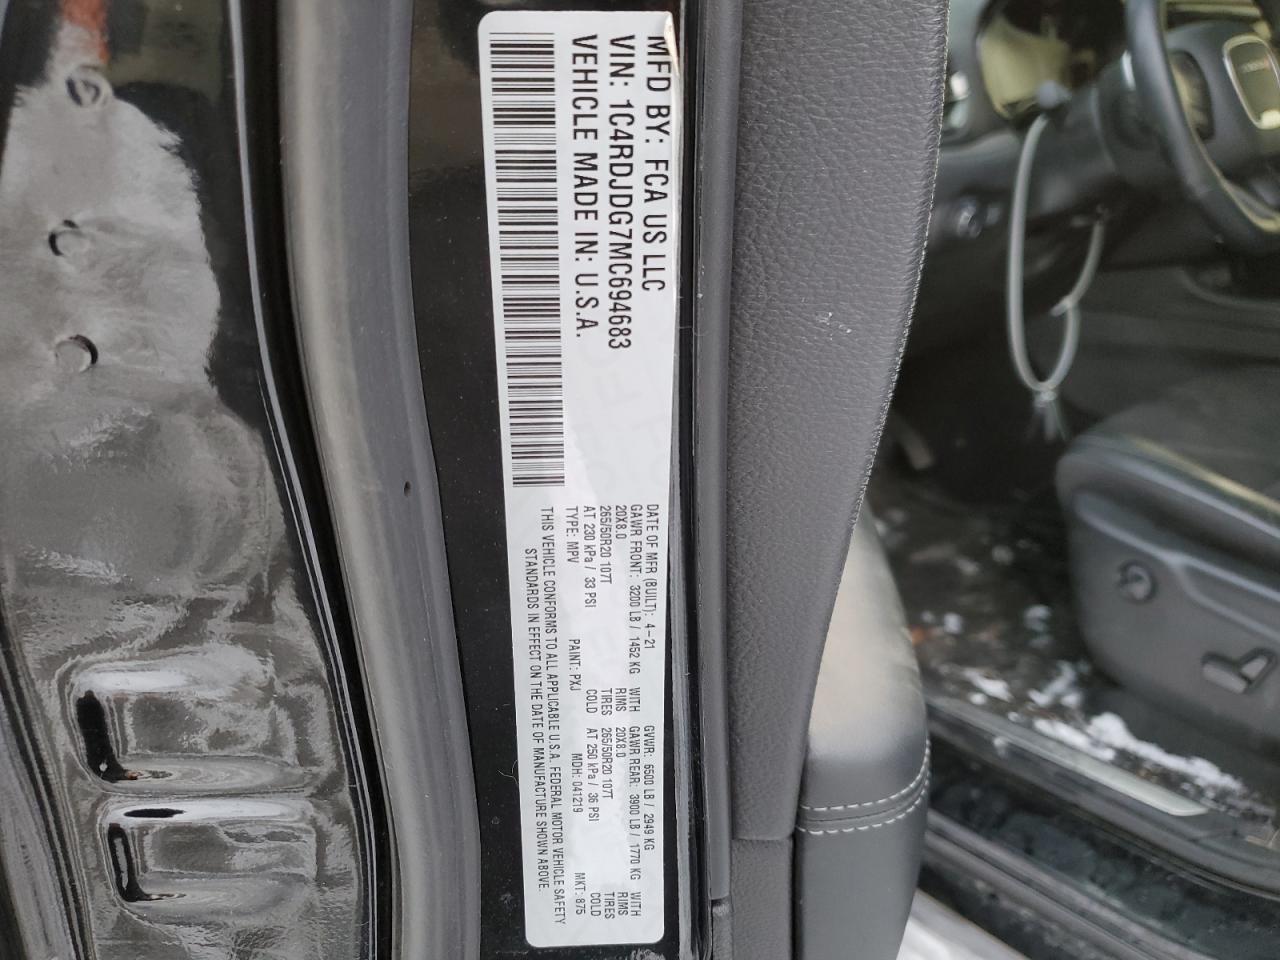 MFD BY: FCA US LLC
VIN: 1C4RDJDG7MC694683
VEHICLE MADE IN: U.S.A.
DATE OF MFR (BUILT): 4-21 GVWR: 6500 LB / 2949 KG
GAWR FRONT: 3200 LB / 1452 KG WITH GAWR REAR: 3900 LB / 1770 KG WITH
20X8.0 RIMS 20X8.0 RIMS
265/50R20 107T TIRES 265/50R20 107T TIRES
AT 230 kPa / 33 PSI COLD AT 250 kPa / 36 PSI COLD
TYPE: MPV PAINT: PXJ MDH: 041219 MKT: 875
THIS VEHICLE CONFORMS TO ALL APPLICABLE U.S.A. FEDERAL MOTOR VEHICLE SAFETY
STANDARDS IN EFFECT ON THE DATE OF MANUFACTURE SHOWN ABOVE.